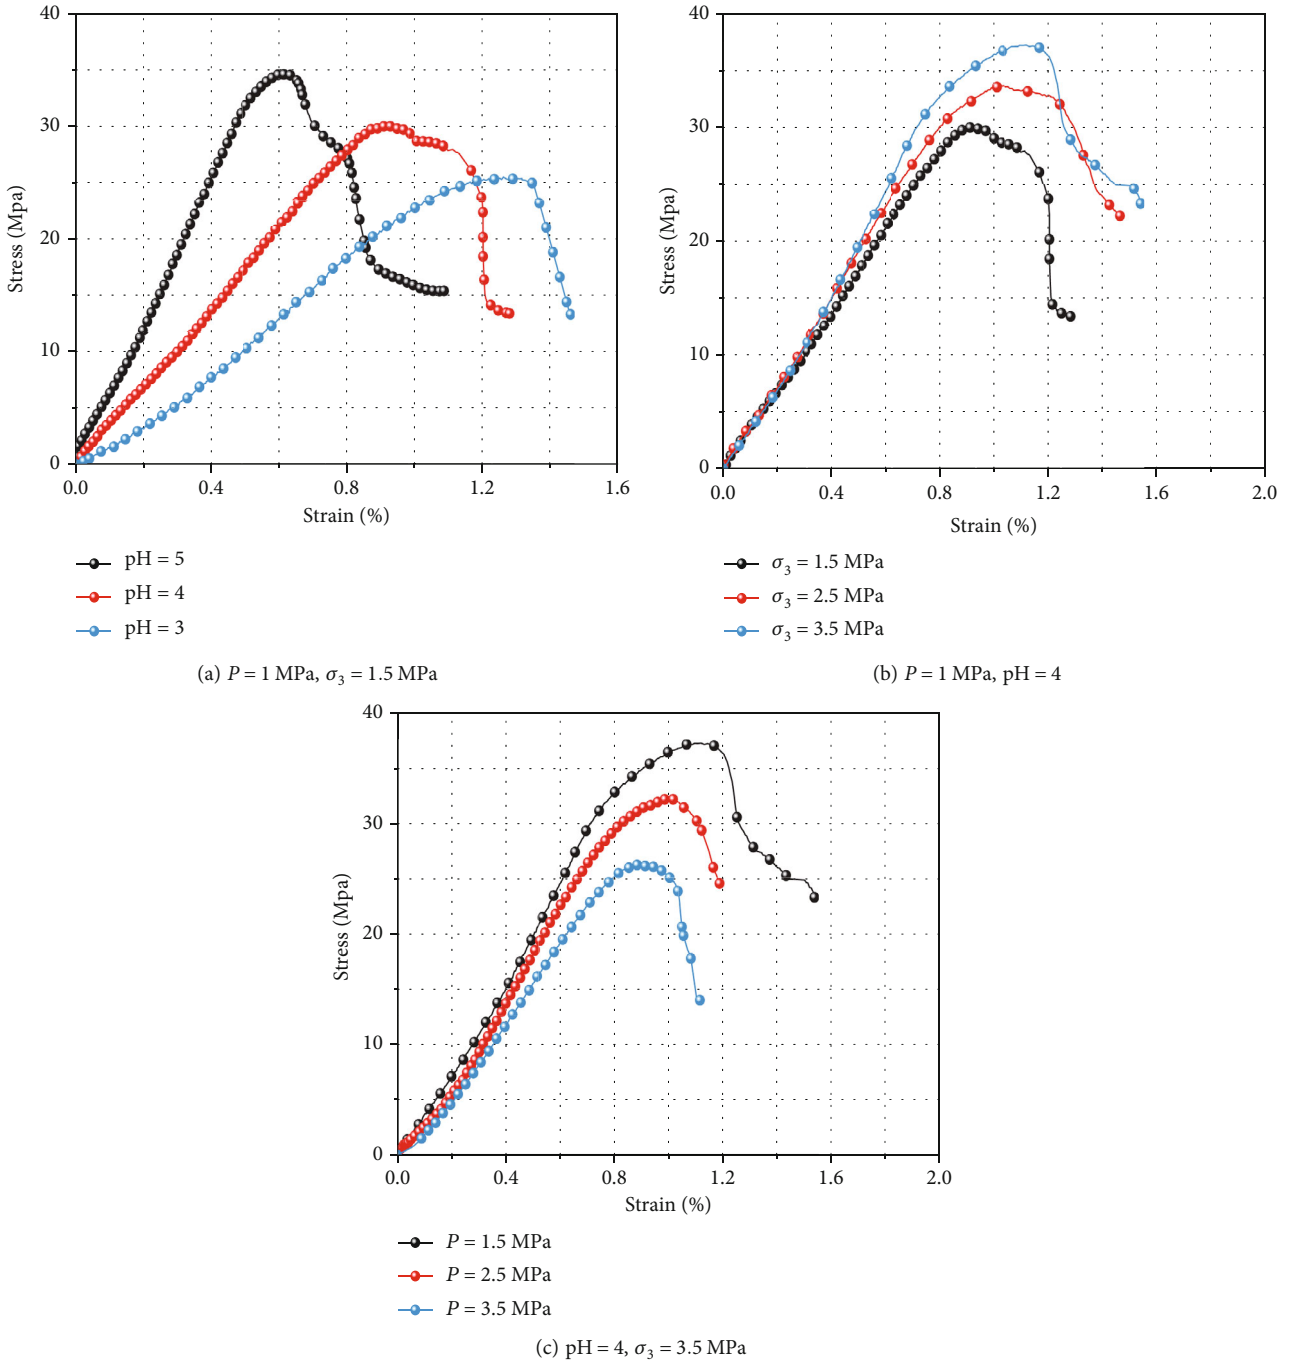 40
30
20
10
0
Stress (Mpa)
0.0 0.4 0.8 1.2 1.6
Strain (%)
pH = 5
pH = 4
pH = 3
(a) P = 1 MPa, σ3 = 1.5 MPa
40
30
20
10
0
Stress (Mpa)
0.0 0.4 0.8 1.2 1.6 2.0
Strain (%)
σ3 = 1.5 MPa
σ3 = 2.5 MPa
σ3 = 3.5 MPa
(b) P = 1 MPa, pH = 4
40
30
20
10
0
Stress (Mpa)
0.0 0.4 0.8 1.2 1.6 2.0
Strain (%)
P = 1.5 MPa
P = 2.5 MPa
P = 3.5 MPa
(c) pH = 4, σ3 = 3.5 MPa